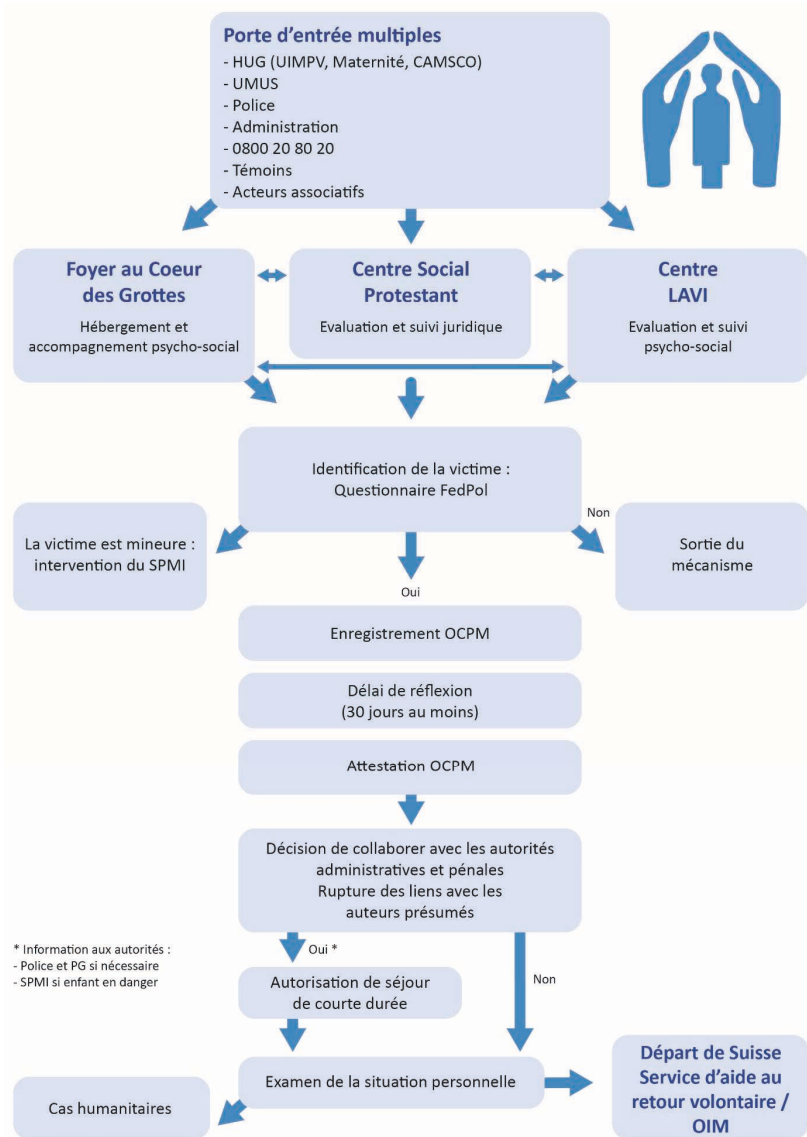 Porte d’entrée multiples
- HUG (UIMPV, Maternité, CAMSCO)
- UMUS
- Police
- Administration
- 0800 20 80 20
- Témoins
- Acteurs associatifs
Foyer au Coeur
des Grottes
Hébergement et
accompagnement psycho-social
Centre Social
Protestant
Evaluation et suivi juridique
Centre
LAVI
Evaluation et suivi
psycho-social
Identification de la victime :
Questionnaire FedPol
Non
La victime est mineure :
intervention du SPMI
Sortie du
mécanisme
Oui
Enregistrement OCPM
Délai de réflexion
(30 jours au moins)
Attestation OCPM
Décision de collaborer avec les autorités
administratives et pénales
Rupture des liens avec les
auteurs présumés
* Information aux autorités :
- Police et PG si nécessaire
- SPMI si enfant en danger
Oui *
Non
Autorisation de séjour
de courte durée
Examen de la situation personnelle
Cas humanitaires
Départ de Suisse
Service d’aide au
retour volontaire /
OIM